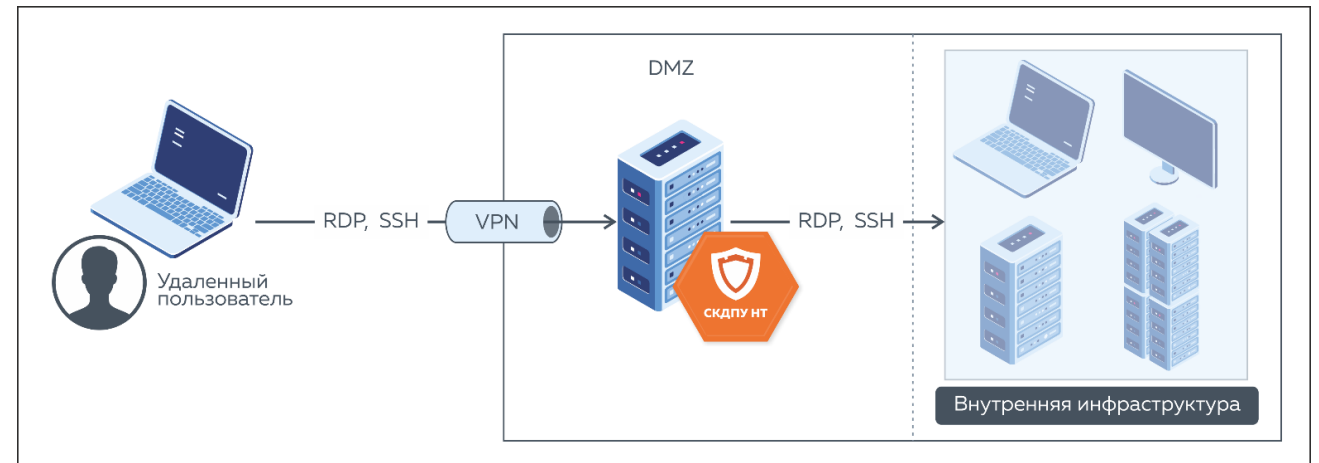 DMZ
RDP, SSH
VPN
RDP, SSH
СКДПУ НТ
Удаленный
пользователь
Внутренняя инфраструктура